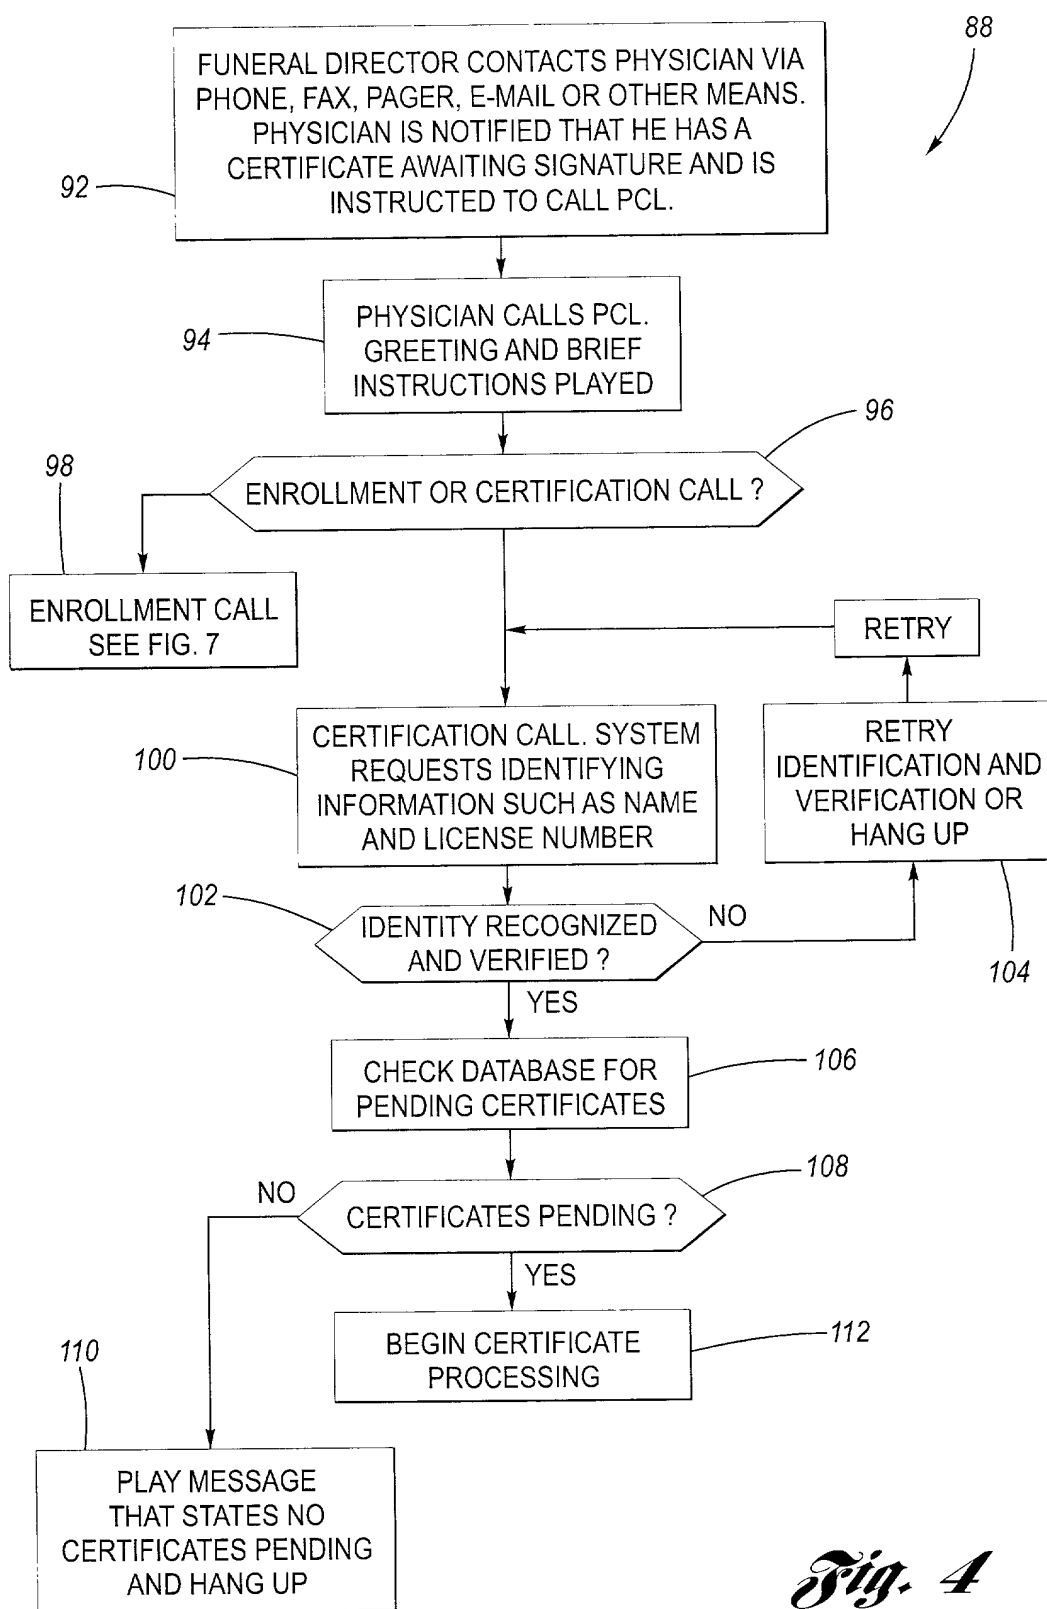 88
FUNERAL DIRECTOR CONTACTS PHYSICIAN VIA
PHONE, FAX, PAGER, E-MAIL OR OTHER MEANS.
PHYSICIAN IS NOTIFIED THAT HE HAS A
CERTIFICATE AWAITING SIGNATURE AND IS
INSTRUCTED TO CALL PCL.
92
PHYSICIAN CALLS PCL.
GREETING AND BRIEF
INSTRUCTIONS PLAYED
94
96
ENROLLMENT OR CERTIFICATION CALL ?
98
ENROLLMENT CALL
SEE FIG. 7
RETRY
CERTIFICATION CALL. SYSTEM
REQUESTS IDENTIFYING
INFORMATION SUCH AS NAME
AND LICENSE NUMBER
100
RETRY
IDENTIFICATION AND
VERIFICATION OR
HANG UP
102
IDENTITY RECOGNIZED
AND VERIFIED ?
NO
104
YES
CHECK DATABASE FOR
PENDING CERTIFICATES
106
108
NO
CERTIFICATES PENDING ?
YES
BEGIN CERTIFICATE
PROCESSING
112
110
PLAY MESSAGE
THAT STATES NO
CERTIFICATES PENDING
AND HANG UP
Fig. 4